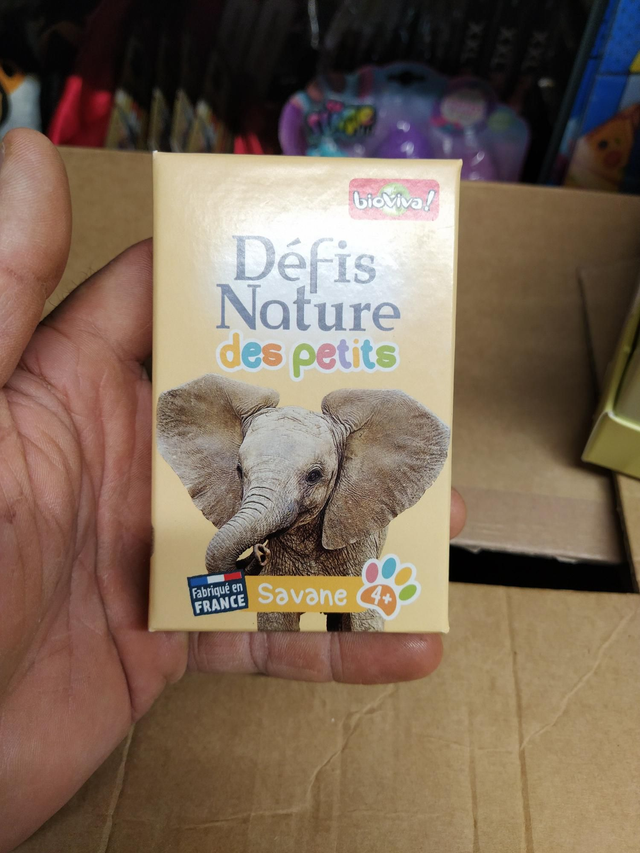 bioviva!
Défis
Nature
des petits
Fabriqué en
FRANCE
Savane
4+